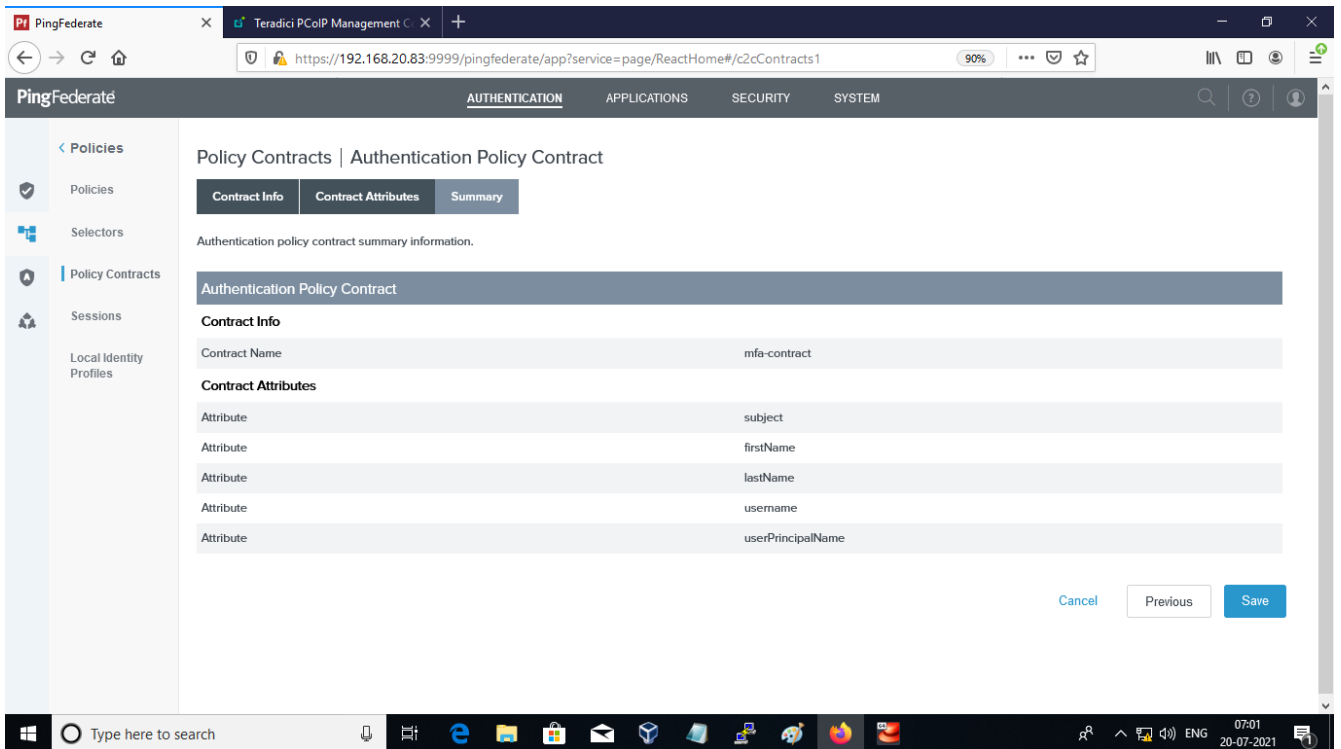 PingFederate
Teradici PCoIP Management C
https://192.168.20.83:9999/pingfederate/app?service=page/ReactHome#/c2cContracts1
90%
PingFederate
AUTHENTICATION
APPLICATIONS
SECURITY
SYSTEM
Policies
Policies
Selectors
Policy Contracts
Sessions
Local Identity
Profiles
Policy Contracts | Authentication Policy Contract
Contract Info
Contract Attributes
Summary
Authentication policy contract summary information.
Authentication Policy Contract
Contract Info
Contract Name mfa-contract
Contract Attributes
Attribute subject
Attribute firstName
Attribute lastName
Attribute username
Attribute userPrincipalName
Cancel
Previous
Save
Type here to search
ENG
07:01
20-07-2021